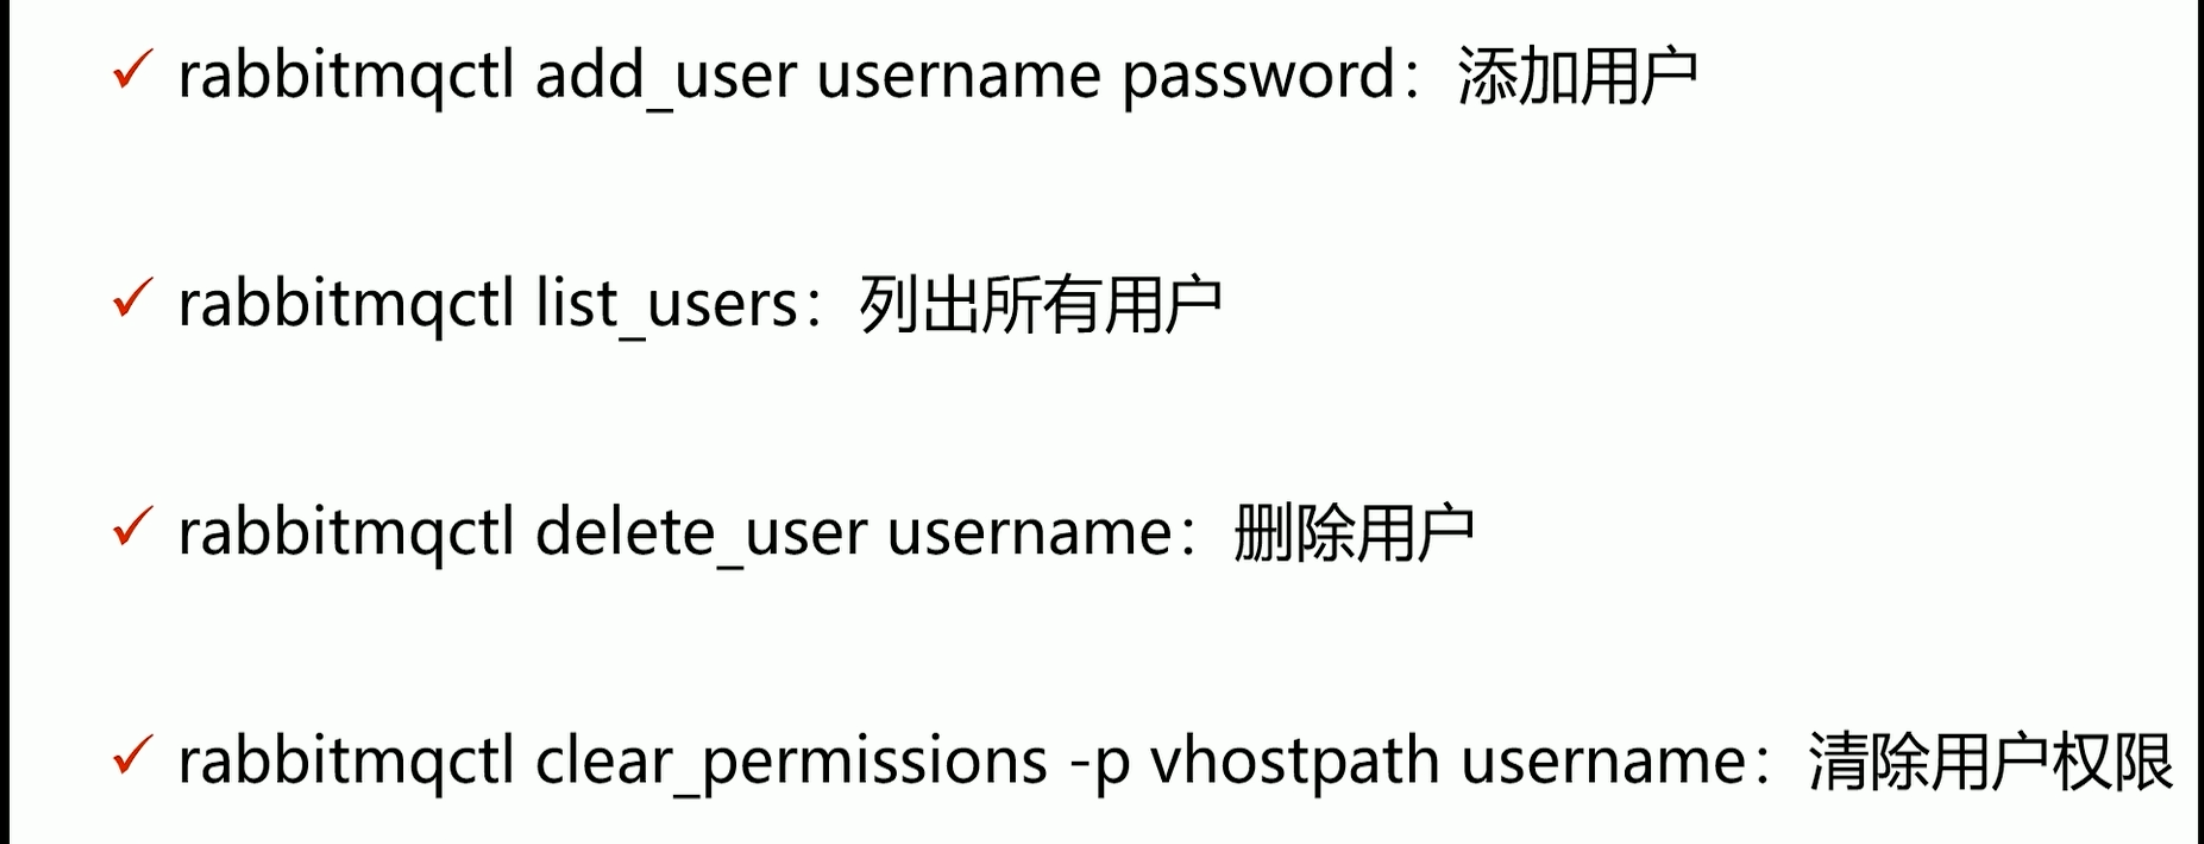 ✓ rabbitmqctl add_user username password：添加用户
✓ rabbitmqctl list_users：列出所有用户
✓ rabbitmqctl delete_user username：删除用户
✓ rabbitmqctl clear_permissions -p vhostpath username：清除用户权限